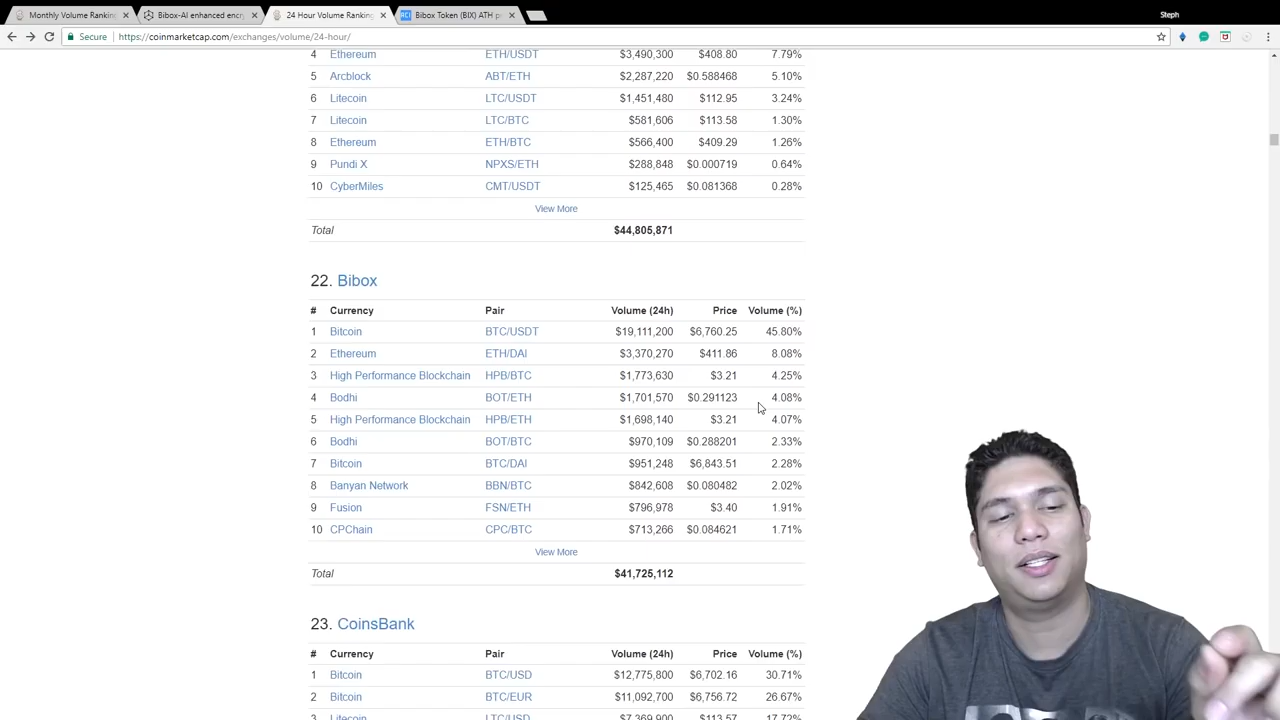 Monthly Volume Ranking
Bibox-AI enhanced encry
24 Hour Volume Ranking
Bibox Token (BIX) ATH p
Steph
Secure https://coinmarketcap.com/exchanges/volume/24-hour/
4 Ethereum ETH/USDT $3,490,300 $408.80 7.79%
5 Arcblock ABT/ETH $2,287,220 $0.588468 5.10%
6 Litecoin LTC/USDT $1,451,480 $112.95 3.24%
7 Litecoin LTC/BTC $581,606 $113.58 1.30%
8 Ethereum ETH/BTC $566,400 $409.29 1.26%
9 Pundi X NPXS/ETH $288,848 $0.000719 0.64%
10 CyberMiles CMT/USDT $125,465 $0.081368 0.28%
View More
Total $44,805,871
22. Bibox
# Currency Pair Volume (24h) Price Volume (%)
1 Bitcoin BTC/USDT $19,111,200 $6,760.25 45.80%
2 Ethereum ETH/DAI $3,370,270 $411.86 8.08%
3 High Performance Blockchain HPB/BTC $1,773,630 $3.21 4.25%
4 Bodhi BOT/ETH $1,701,570 $0.291123 4.08%
5 High Performance Blockchain HPB/ETH $1,698,140 $3.21 4.07%
6 Bodhi BOT/BTC $970,109 $0.288201 2.33%
7 Bitcoin BTC/DAI $951,248 $6,843.51 2.28%
8 Banyan Network BBN/BTC $842,608 $0.080482 2.02%
9 Fusion FSN/ETH $796,978 $3.40 1.91%
10 CPChain CPC/BTC $713,266 $0.084621 1.71%
View More
Total $41,725,112
23. CoinsBank
# Currency Pair Volume (24h) Price Volume (%)
1 Bitcoin BTC/USD $12,775,800 $6,702.16 30.71%
2 Bitcoin BTC/EUR $11,092,700 $6,756.72 26.67%
3 Litecoin LTC/USD $7,369,900 $113.57 17.72%